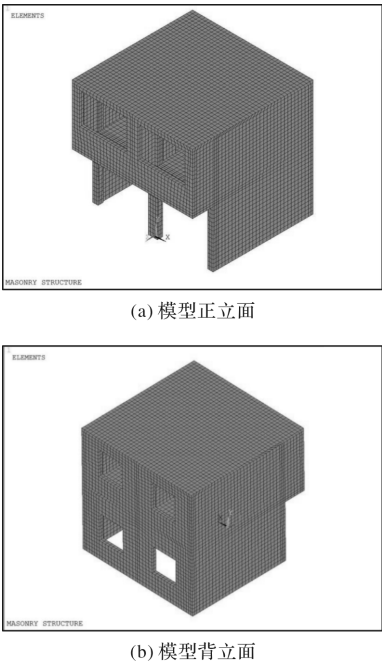 ELEMENTS
X
MASONRY STRUCTURE
(a) 模型正立面
ELEMENTS
MASONRY STRUCTURE
(b) 模型背立面